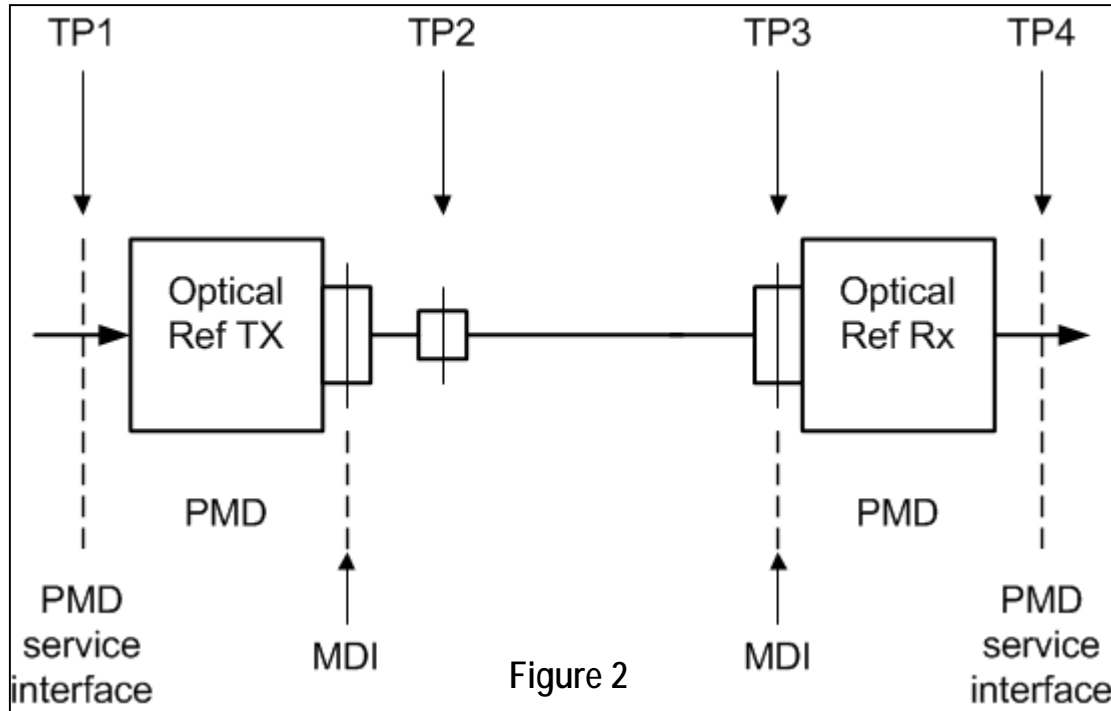 TP1 TP2 TP3 TP4
Optical
Ref TX
Optical
Ref Rx
PMD
PMD
PMD
service
interface
MDI
Figure 2
MDI
PMD
service
interface